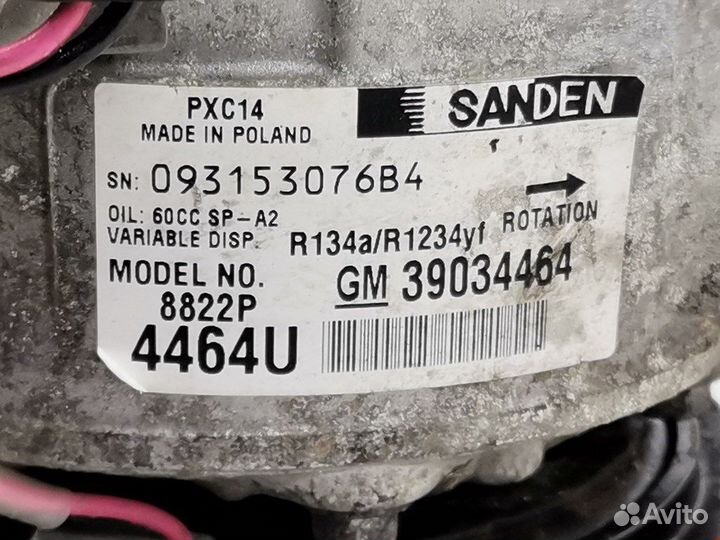 PXC14
SANDEN
MADE IN POLAND
SN: 093153076B4
OIL: 60CC SP-A2
VARIABLE DISP.
R134a/R1234yf
ROTATION
MODEL NO.
GM 39034464
8822P
4464U
Avito